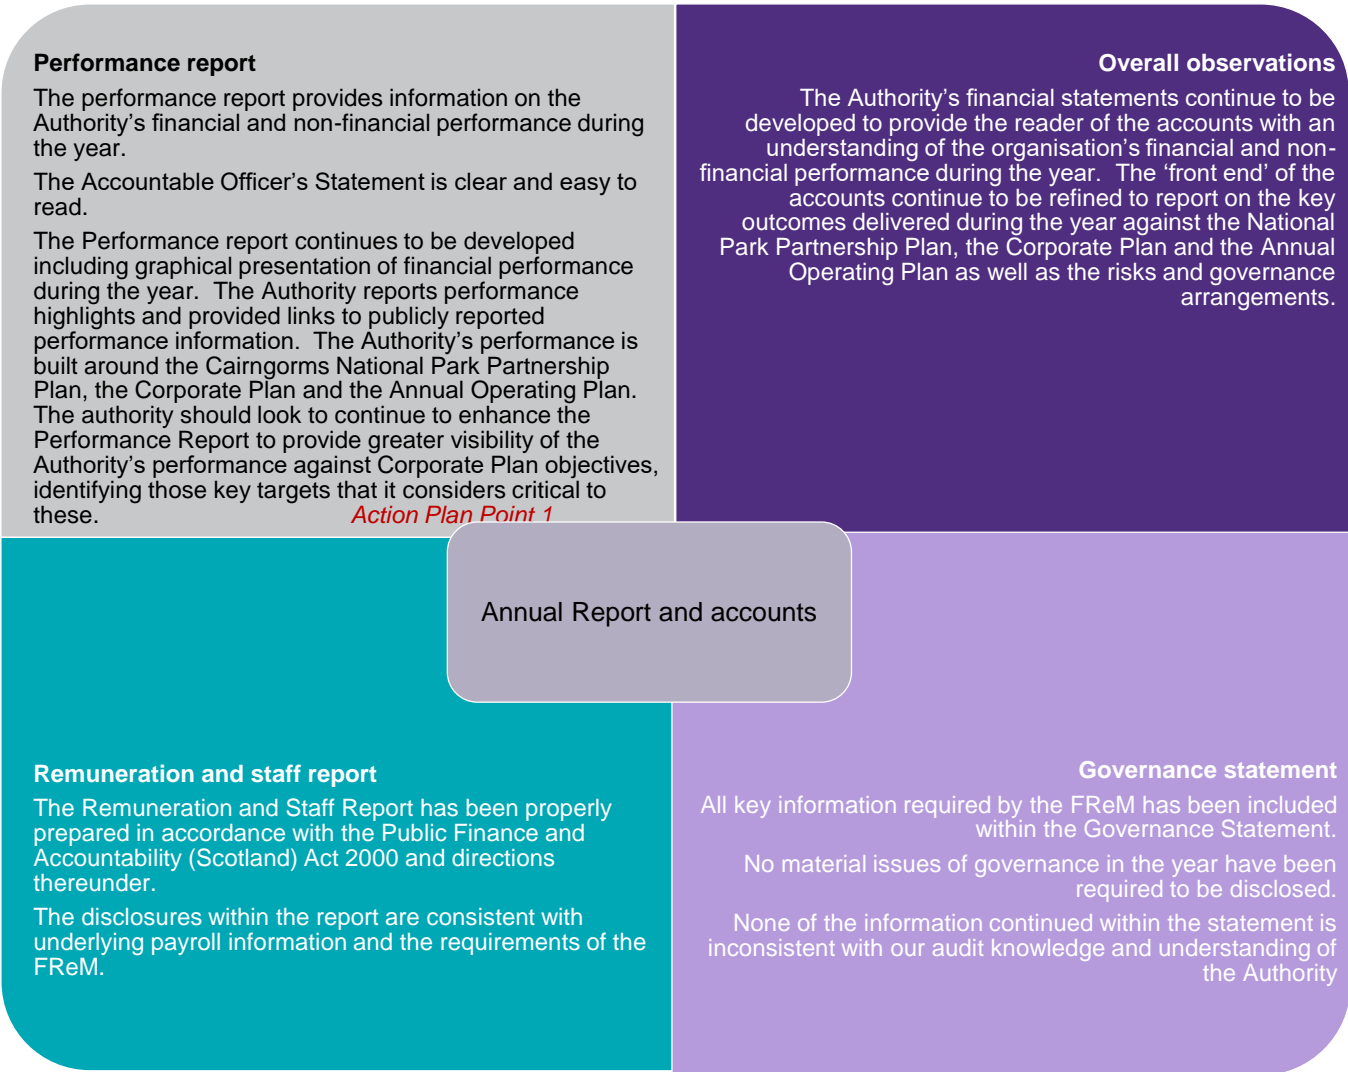 Performance report
The performance report provides information on the
Authority's financial and non-financial performance during
the year.
The Accountable Officer's Statement is clear and easy to
read.
The Performance report continues to be developed
including graphical presentation of financial performance
during the year.  The Authority reports performance
highlights and provided links to publicly reported
performance information.  The Authority's performance is
built around the Cairngorms National Park Partnership
Plan, the Corporate Plan and the Annual Operating Plan.
The authority should look to continue to enhance the
Performance Report to provide greater visibility of the
Authority's performance against Corporate Plan objectives,
identifying those key targets that it considers critical to
these. Action Plan Point 1
Overall observations
The Authority's financial statements continue to be
developed to provide the reader of the accounts with an
understanding of the organisation's financial and non-
financial performance during the year.  The 'front end' of the
accounts continue to be refined to report on the key
outcomes delivered during the year against the National
Park Partnership Plan, the Corporate Plan and the Annual
Operating Plan as well as the risks and governance
arrangements.
Annual Report and accounts
Remuneration and staff report
The Remuneration and Staff Report has been properly
prepared in accordance with the Public Finance and
Accountability (Scotland) Act 2000 and directions
thereunder.
The disclosures within the report are consistent with
underlying payroll information and the requirements of the
FReM.
Governance statement
All key information required by the FReM has been included
within the Governance Statement.
No material issues of governance in the year have been
required to be disclosed.
None of the information continued within the statement is
inconsistent with our audit knowledge and understanding of
the Authority